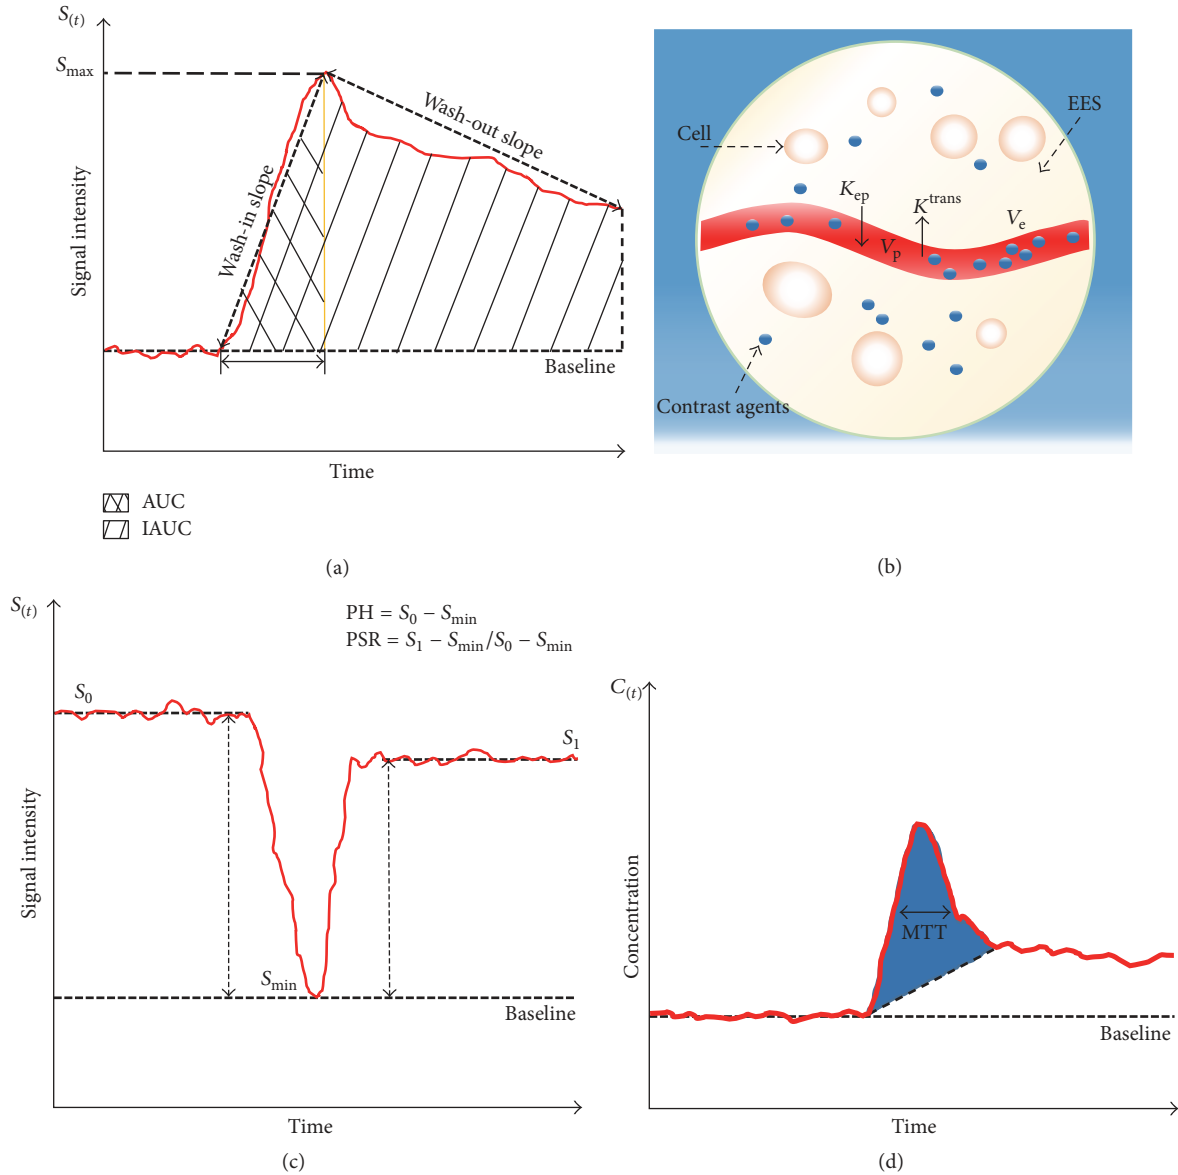 S(t)
Smax
Signal intensity
Wash-in slope
Wash-out slope
Baseline
Time
AUC
IAUC
(a)
Cell
EES
Kep
Ktrans
Ve
Vp
Contrast agents
(b)
S(t)
PH = S0 − Smin
PSR = S1 − Smin/S0 − Smin
S0
S1
Signal intensity
Smin
Baseline
Time
(c)
C(t)
Concentration
MTT
Baseline
Time
(d)